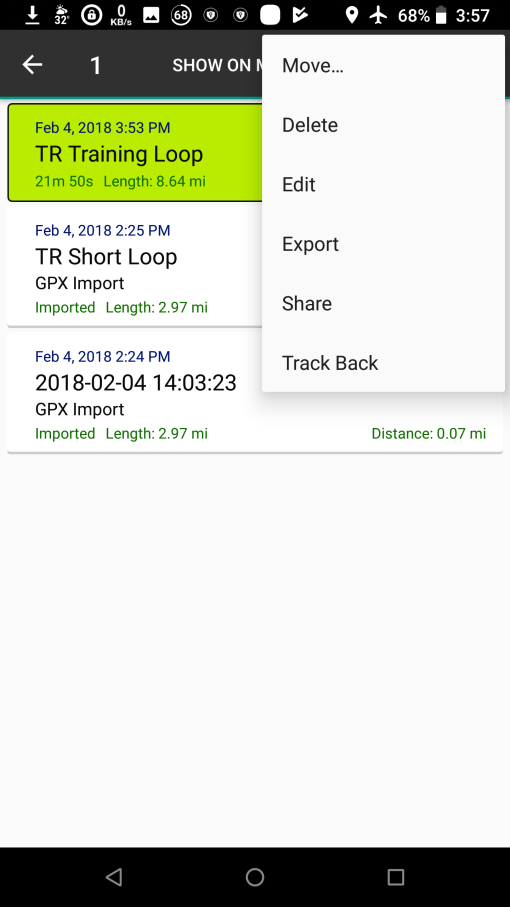 32°
0
KB/s
68
68%
3:57
1
SHOW ON M
Move…
Delete
Edit
Export
Share
Track Back
Feb 4, 2018 3:53 PM
TR Training Loop
21m 50s Length: 8.64 mi
Feb 4, 2018 2:25 PM
TR Short Loop
GPX Import
Imported Length: 2.97 mi
Feb 4, 2018 2:24 PM
2018-02-04 14:03:23
GPX Import
Imported Length: 2.97 mi Distance: 0.07 mi